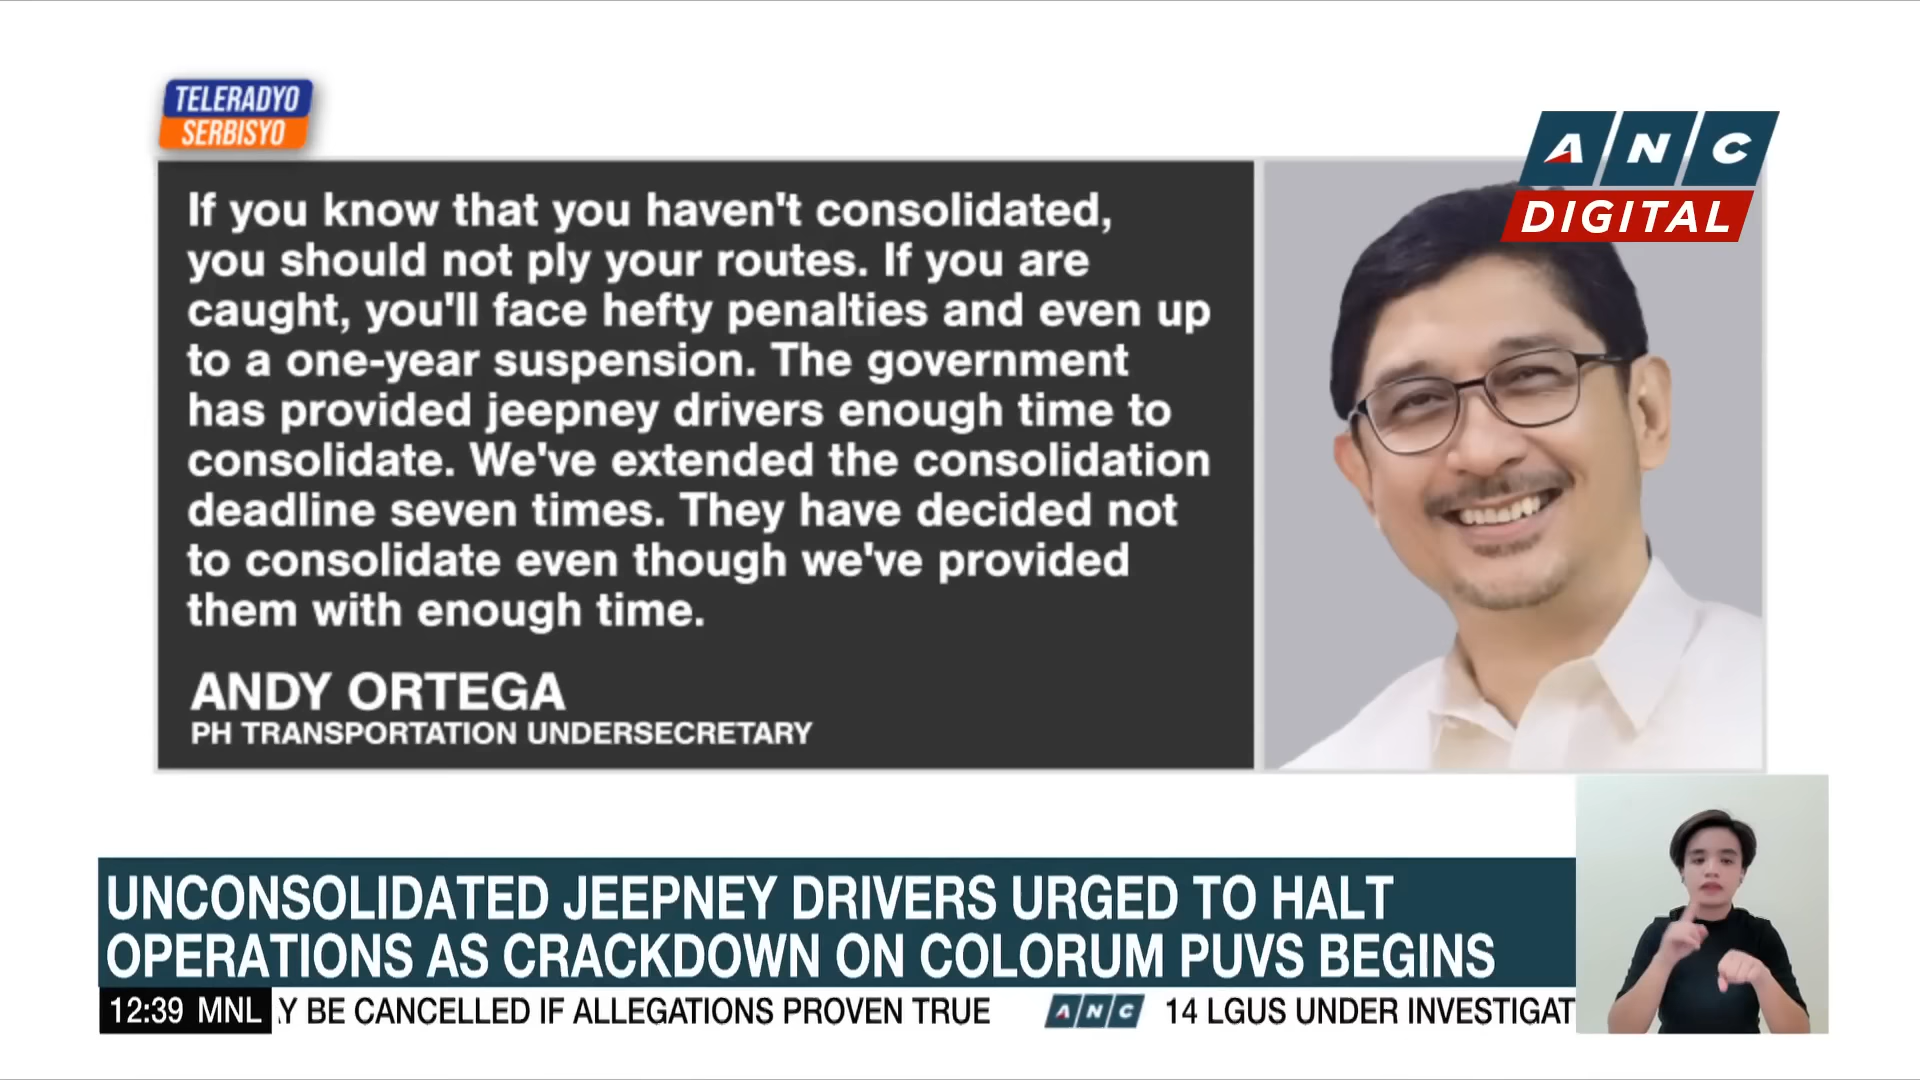 TELERADYO
SERBISYO
ANC
DIGITAL
If you know that you haven't consolidated,
you should not ply your routes. If you are
caught, you'll face hefty penalties and even up
to a one-year suspension. The government
has provided jeepney drivers enough time to
consolidate. We've extended the consolidation
deadline seven times. They have decided not
to consolidate even though we've provided
them with enough time.
ANDY ORTEGA
PH TRANSPORTATION UNDERSECRETARY
UNCONSOLIDATED JEEPNEY DRIVERS URGED TO HALT
OPERATIONS AS CRACKDOWN ON COLORUM PUVS BEGINS
12:39 MNL Y BE CANCELLED IF ALLEGATIONS PROVEN TRUE ANC 14 LGUS UNDER INVESTIGAT